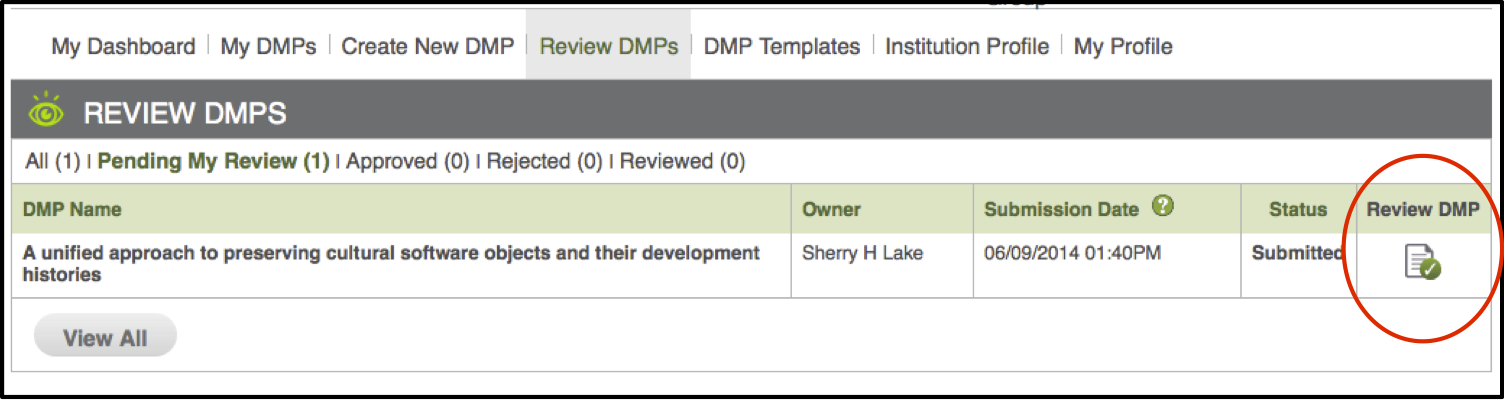 My Dashboard | My DMPs | Create New DMP | Review DMPs | DMP Templates | Institution Profile | My Profile
REVIEW DMPS
All (1) | Pending My Review (1) | Approved (0) | Rejected (0) | Reviewed (0)
DMP Name Owner Submission Date ? Status Review DMP
A unified approach to preserving cultural software objects and their development Sherry H Lake 06/09/2014 01:40PM Submitted
histories
View All